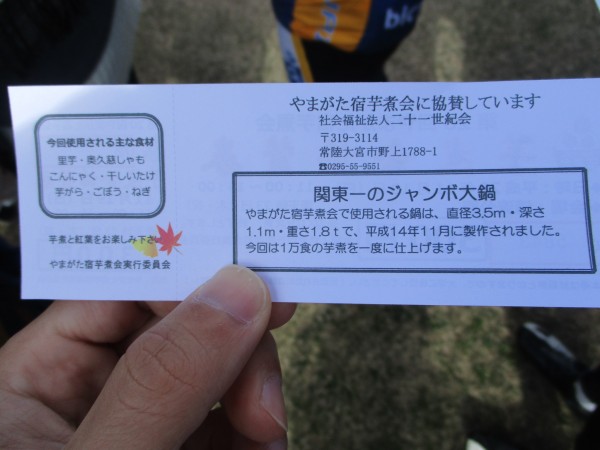 今回使用される主な食材
里芋・奥久慈しゃも
こんにゃく・干しいたけ
芋がら・ごぼう・ねぎ
芋煮と紅葉をお楽しみ下さい
やまがた宿芋煮会実行委員会
やまがた宿芋煮会に協賛しています
社会福祉法人二十一世紀会
〒319-3114
常陸大宮市野上1788-1
☎0295-55-9551
関東一のジャンボ大鍋
やまがた宿芋煮会で使用される鍋は、直径3.5m・深さ
1.1m・重さ1.8tで、平成14年11月に製作されました。
今回は1万食の芋煮を一度に仕上げます。